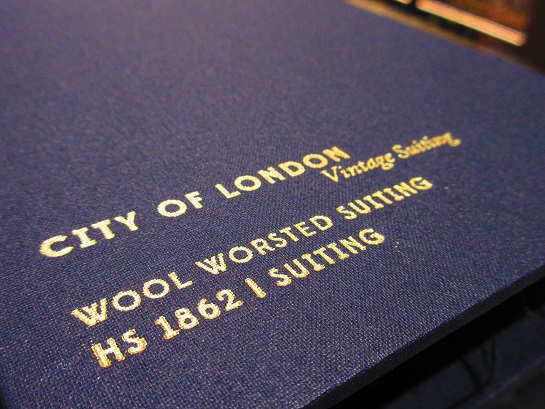 CITY OF LONDON
Vintage Suiting
WOOL WORSTED SUITING
HS 1862 | SUITING